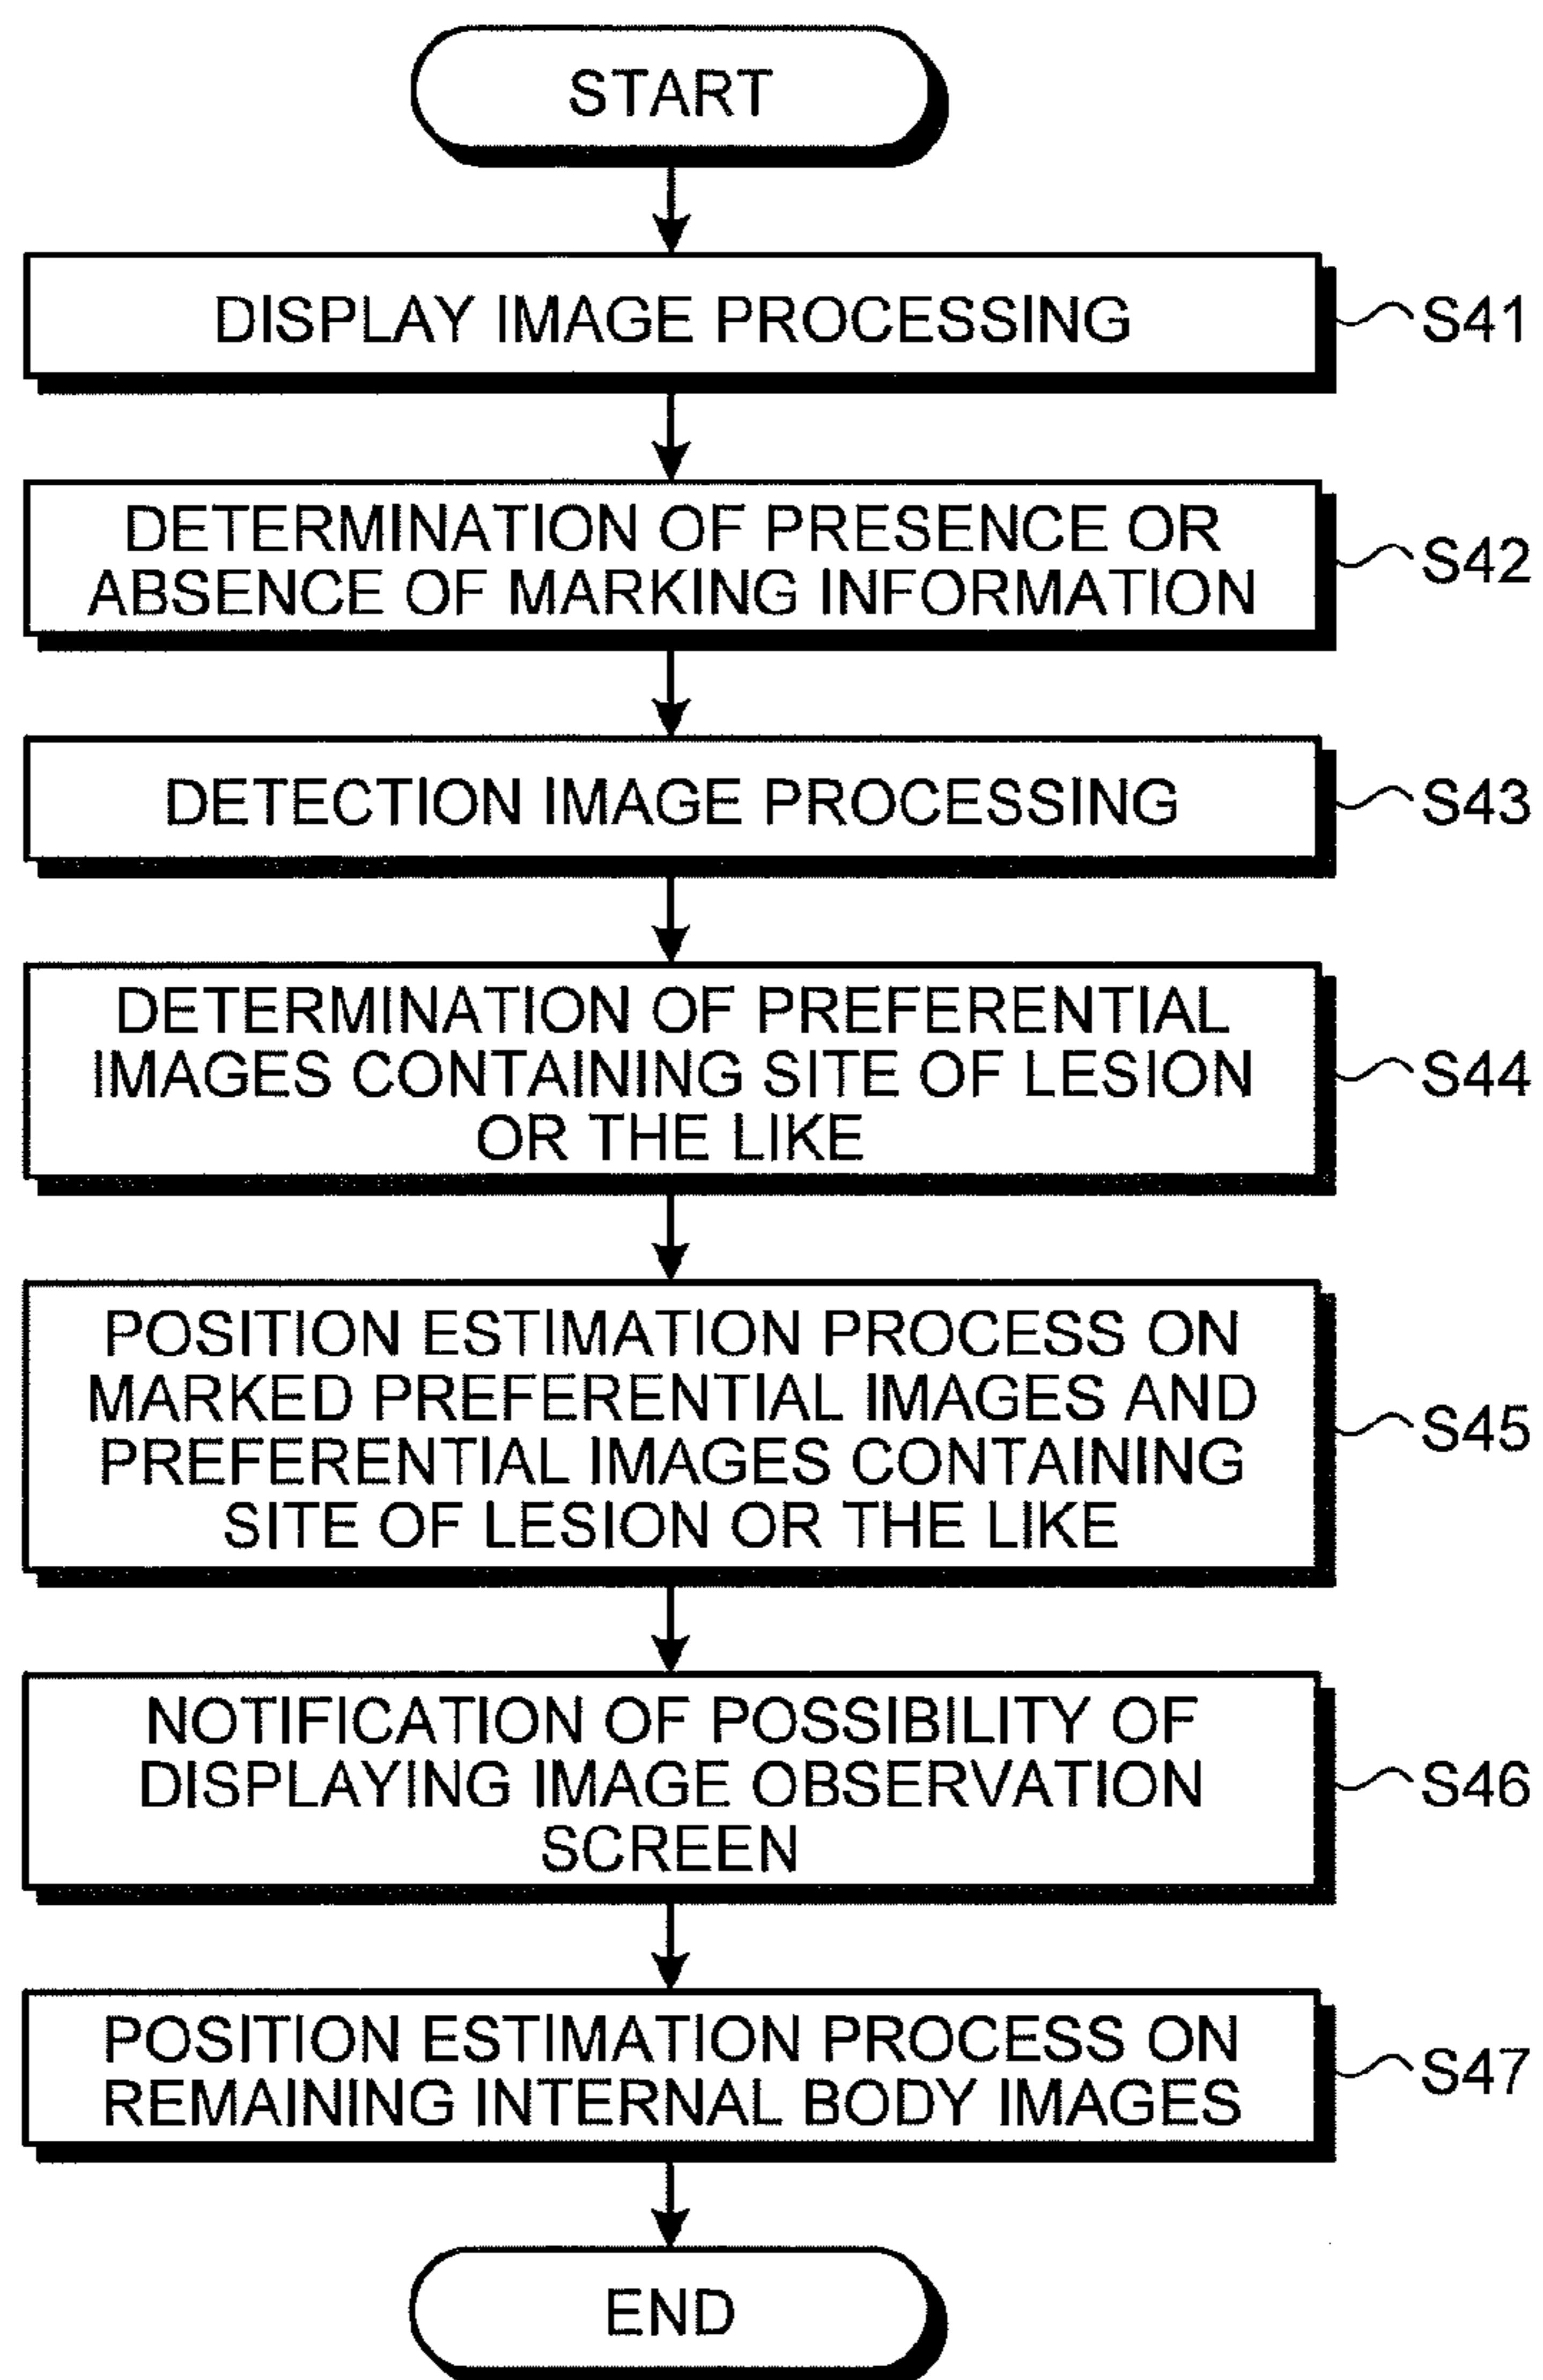 START
DISPLAY IMAGE PROCESSING
S41
DETERMINATION OF PRESENCE OR
ABSENCE OF MARKING INFORMATION
S42
DETECTION IMAGE PROCESSING
S43
DETERMINATION OF PREFERENTIAL
IMAGES CONTAINING SITE OF LESION
OR THE LIKE
S44
POSITION ESTIMATION PROCESS ON
MARKED PREFERENTIAL IMAGES AND
PREFERENTIAL IMAGES CONTAINING
SITE OF LESION OR THE LIKE
S45
NOTIFICATION OF POSSIBILITY OF
DISPLAYING IMAGE OBSERVATION
SCREEN
S46
POSITION ESTIMATION PROCESS ON
REMAINING INTERNAL BODY IMAGES
S47
END